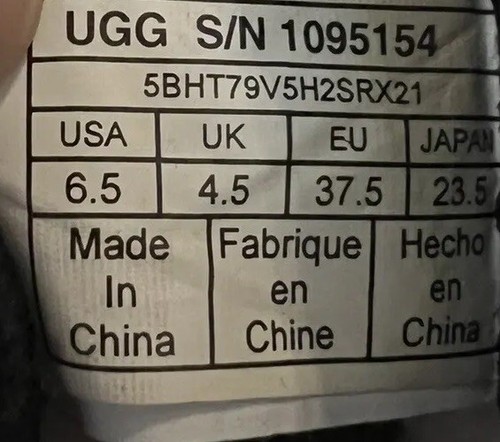 UGG S/N 1095154
5BHT79V5H2SRX21
USA UK EU JAPAN
6.5 4.5 37.5 23.5
Made Fabrique Hecho
In en en
China Chine China